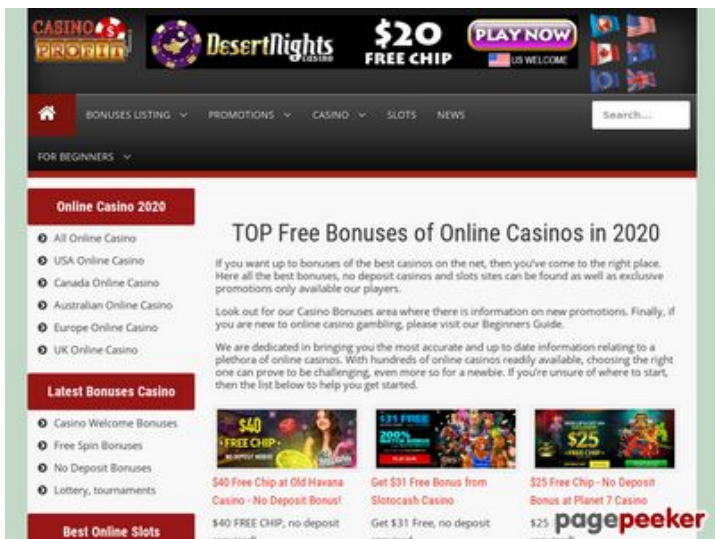 CASINO
PROFIT
DesertNights
casino
$20
FREE CHIP
PLAY NOW
US WELCOME
BONUSES LISTING
PROMOTIONS
CASINO
SLOTS
NEWS
Search...
FOR BEGINNERS
Online Casino 2020
All Online Casino
USA Online Casino
Canada Online Casino
Australian Online Casino
Europe Online Casino
UK Online Casino
Latest Bonuses Casino
Casino Welcome Bonuses
Free Spin Bonuses
No Deposit Bonuses
Lottery, tournaments
Best Online Slots
TOP Free Bonuses of Online Casinos in 2020
If you want up to bonuses of the best casinos on the net, then you've come to the right place.
Here all the best bonuses, no deposit casinos and slots sites can be found as well as exclusive
promotions only available our players.
Look out for our Casino Bonuses area where there is information on new promotions. Finally, if
you are new to online casino gambling, please visit our Beginners Guide.
We are dedicated in bringing you the most accurate and up to date information relating to a
plethora of online casinos. With hundreds of online casinos readily available, choosing the right
one can prove to be challenging, even more so for a newbie. If you're unsure of where to start,
then the list below to help you get started.
$40
FREE CHIP
NO DEPOSIT BONUS!
$40 Free Chip at Old Havana
Casino - No Deposit Bonus!
$40 FREE CHIP, no deposit
$31 FREE
200%
MATCH BONUS
Get $31 Free Bonus from
Slotocash Casino
Get $31 Free, no deposit
$25
FREE CHIP
$25 Free Chip - No Deposit
Bonus at Planet 7 Casino
$25
pagepeeker